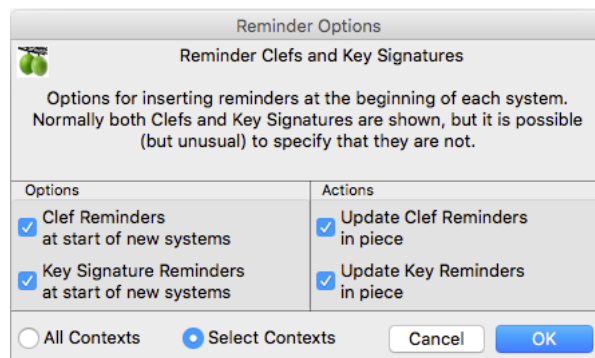 Reminder Options
Reminder Clefs and Key Signatures
Options for inserting reminders at the beginning of each system.
Normally both Clefs and Key Signatures are shown, but it is possible
(but unusual) to specify that they are not.
Options
Actions
Clef Reminders
at start of new systems
Update Clef Reminders
in piece
Key Signature Reminders
at start of new systems
Update Key Reminders
in piece
All Contexts
Select Contexts
Cancel
OK